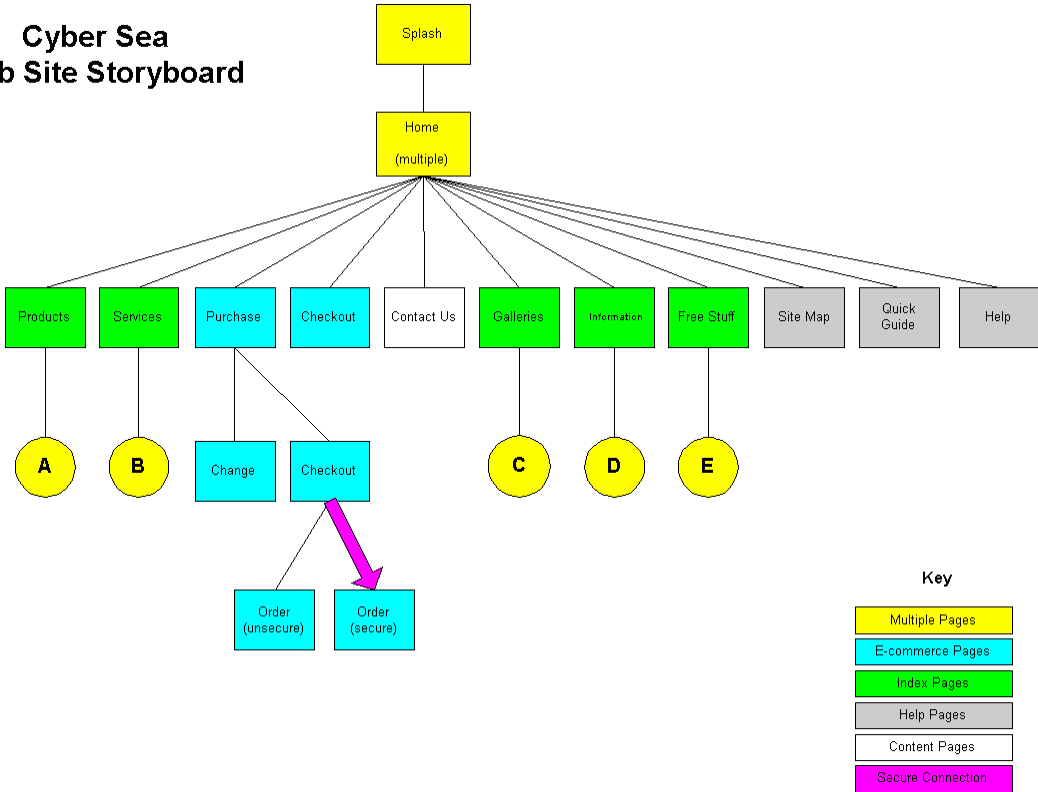 Cyber Sea
b Site Storyboard
Splash
Home
(multiple)
Products
Services
Purchase
Checkout
Contact Us
Galleries
Information
Free Stuff
Site Map
Quick
Guide
Help
A
B
Change
Checkout
C
D
E
Order
(unsecure)
Order
(secure)
Key
Multiple Pages
E-commerce Pages
Index Pages
Help Pages
Content Pages
Secure Connection